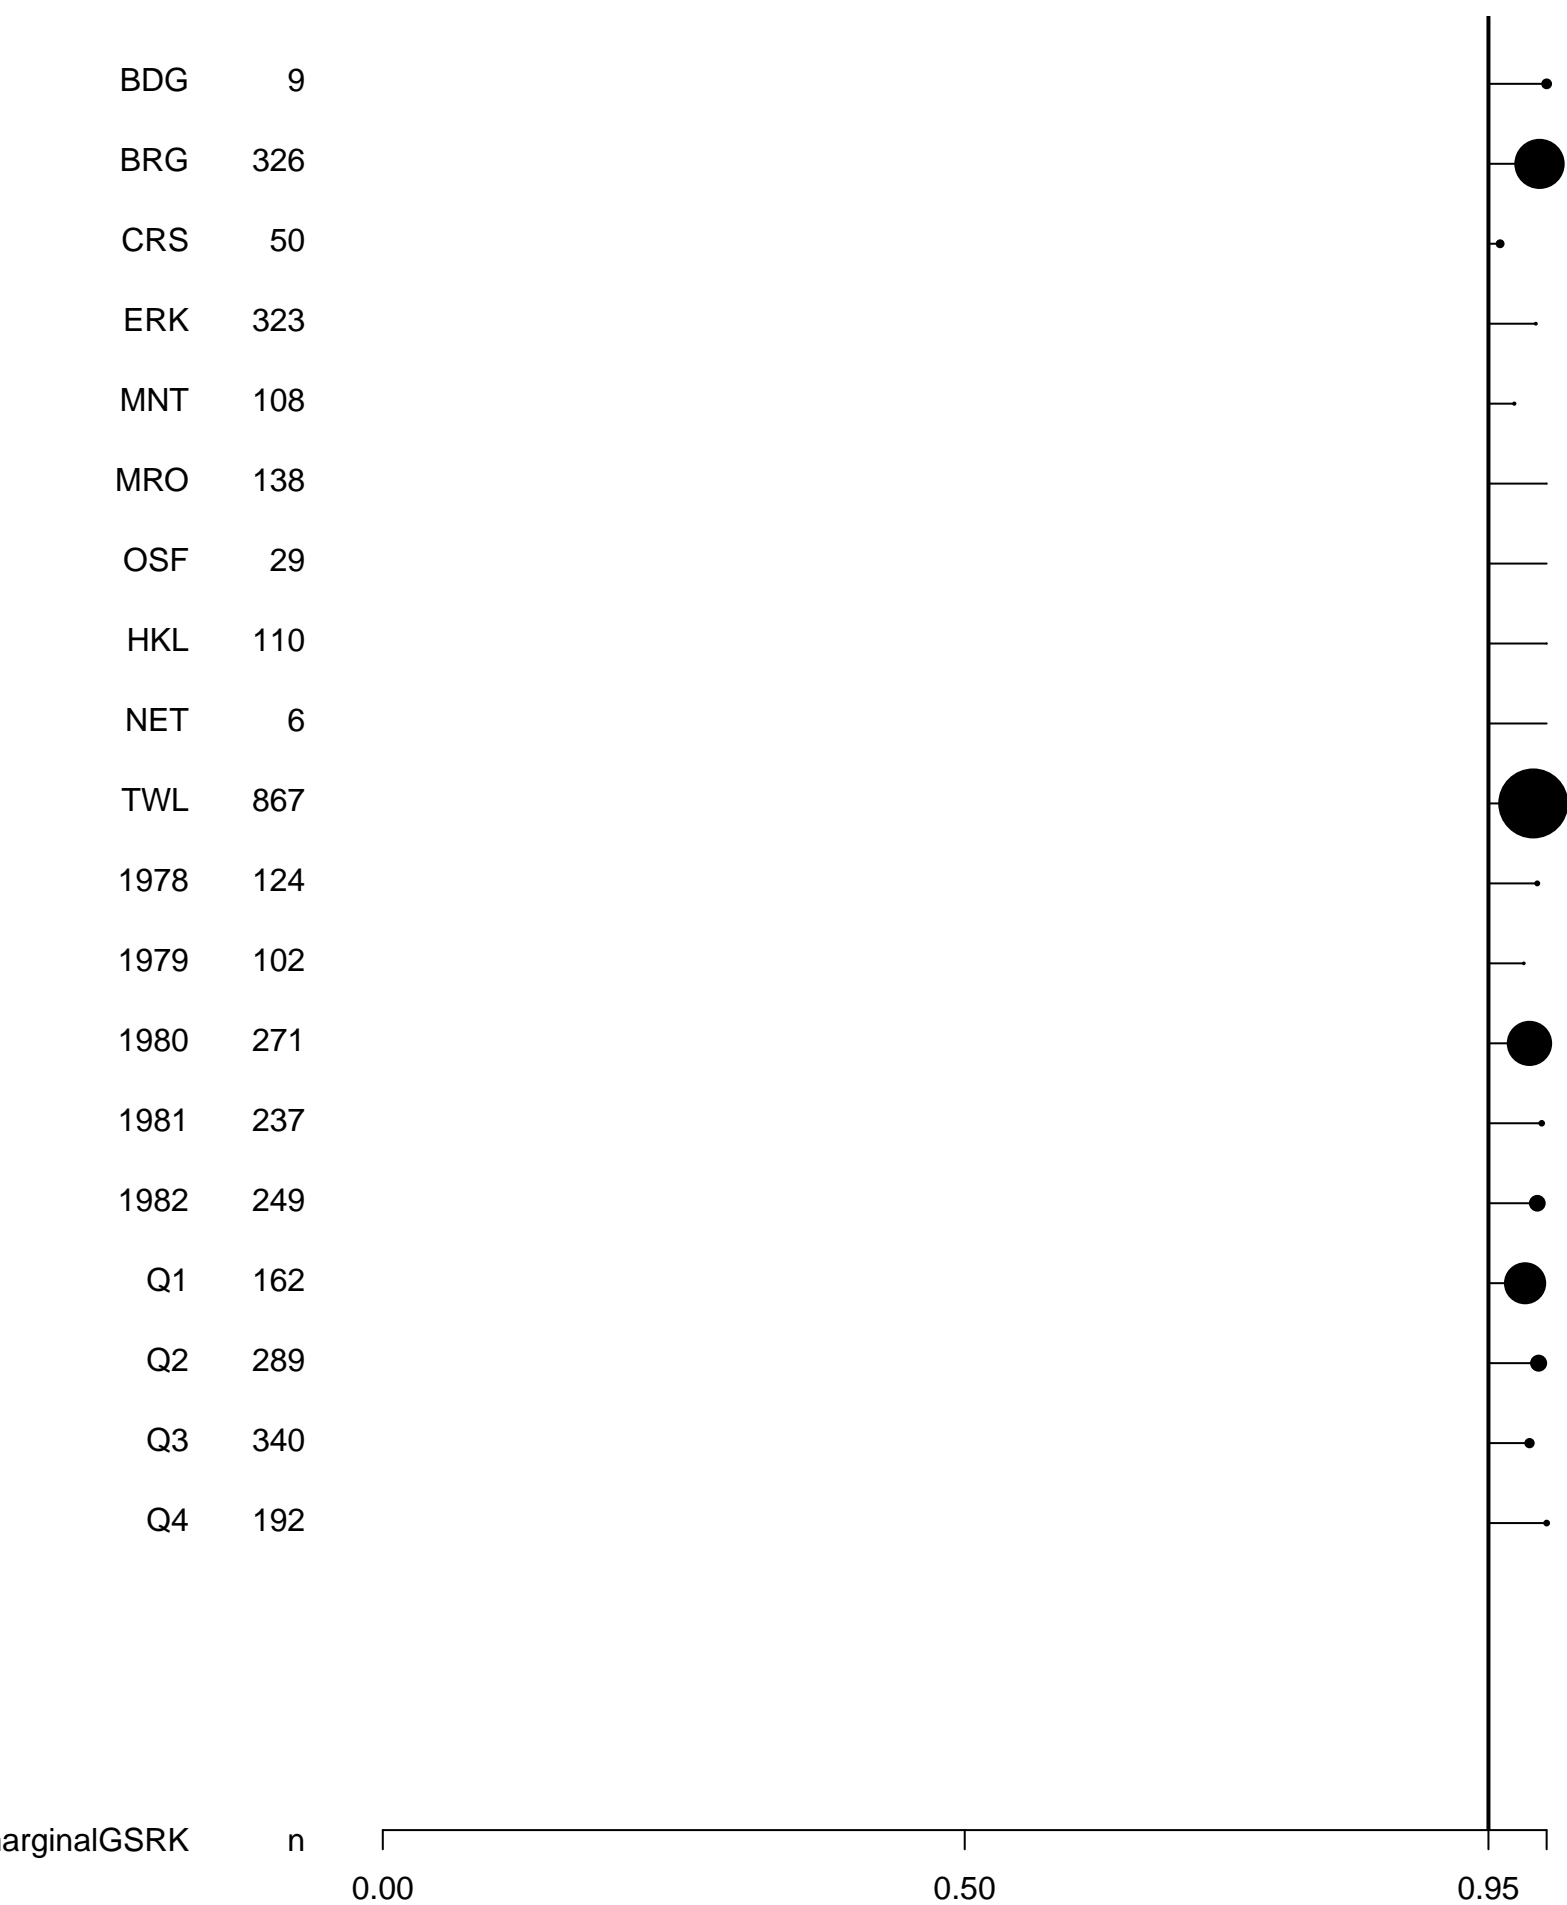 BDG 9
BRG 326
CRS 50
ERK 323
MNT 108
MRO 138
OSF 29
HKL 110
NET 6
TWL 867
1978 124
1979 102
1980 271
1981 237
1982 249
Q1 162
Q2 289
Q3 340
Q4 192
arginalGSRK n
0.00 0.50 0.95